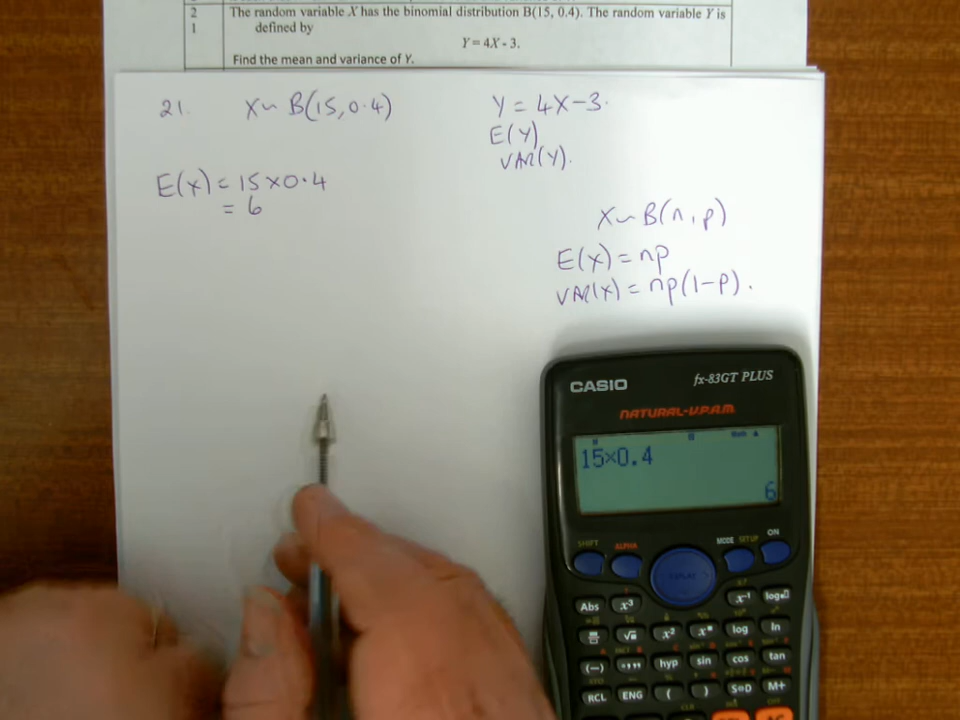 2 The random variable X has the binomial distribution B(15, 0.4). The random variable Y is
1 defined by
Y = 4X - 3.
Find the mean and variance of Y.
21. X~ B(15, 0.4)
Y = 4X-3.
E(Y)
VAR(Y).
E(X) = 15×0.4
= 6
X~B(n, p)
E(X) = np
VAR(X) = np(1-p).
CASIO fx-83GT PLUS
NATURAL-V.P.A.M.
Math
15×0.4
6
SHIFT ALPHA MODE SETUP ON
REPLAY
Abs x³ x⁻¹ log
√ x² log ln
(−) hyp sin cos tan
RCL ENG ( ) S⇔D M+